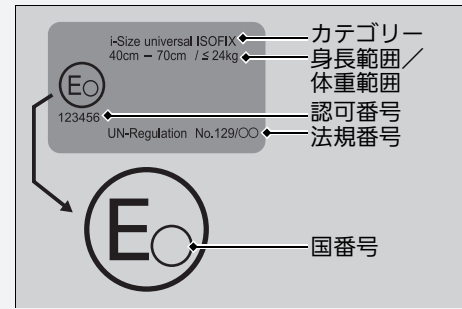 i-Size universal ISOFIX
40cm – 70cm / ≤ 24kg
E○
123456
UN-Regulation No.129/○○
カテゴリー
身長範囲／
体重範囲
認可番号
法規番号
E○
国番号